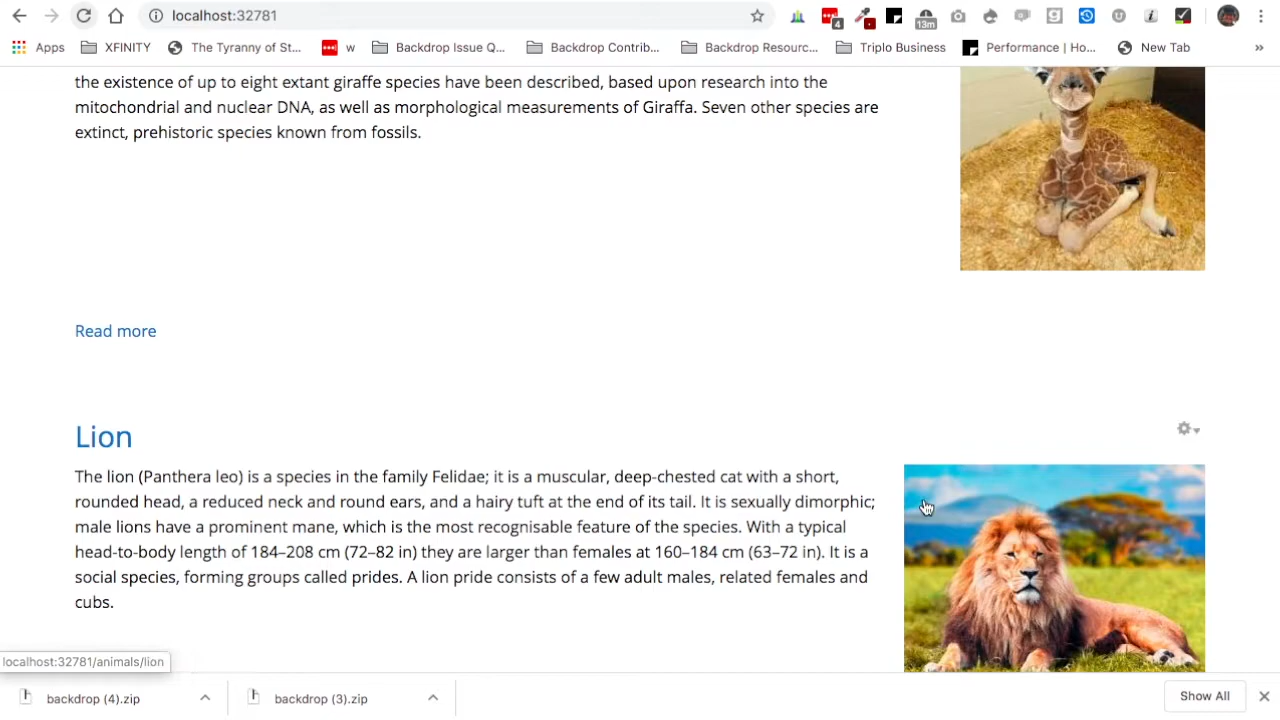 localhost:32781
4
13m
Apps
XFINITY
The Tyranny of St...
w
Backdrop Issue Q...
Backdrop Contrib...
Backdrop Resourc...
Triplo Business
Performance | Ho...
New Tab
»
the existence of up to eight extant giraffe species have been described, based upon research into the
mitochondrial and nuclear DNA, as well as morphological measurements of Giraffa. Seven other species are
extinct, prehistoric species known from fossils.
Read more
Lion
The lion (Panthera leo) is a species in the family Felidae; it is a muscular, deep-chested cat with a short,
rounded head, a reduced neck and round ears, and a hairy tuft at the end of its tail. It is sexually dimorphic;
male lions have a prominent mane, which is the most recognisable feature of the species. With a typical
head-to-body length of 184–208 cm (72–82 in) they are larger than females at 160–184 cm (63–72 in). It is a
social species, forming groups called prides. A lion pride consists of a few adult males, related females and
cubs.
localhost:32781/animals/lion
backdrop (4).zip
backdrop (3).zip
Show All